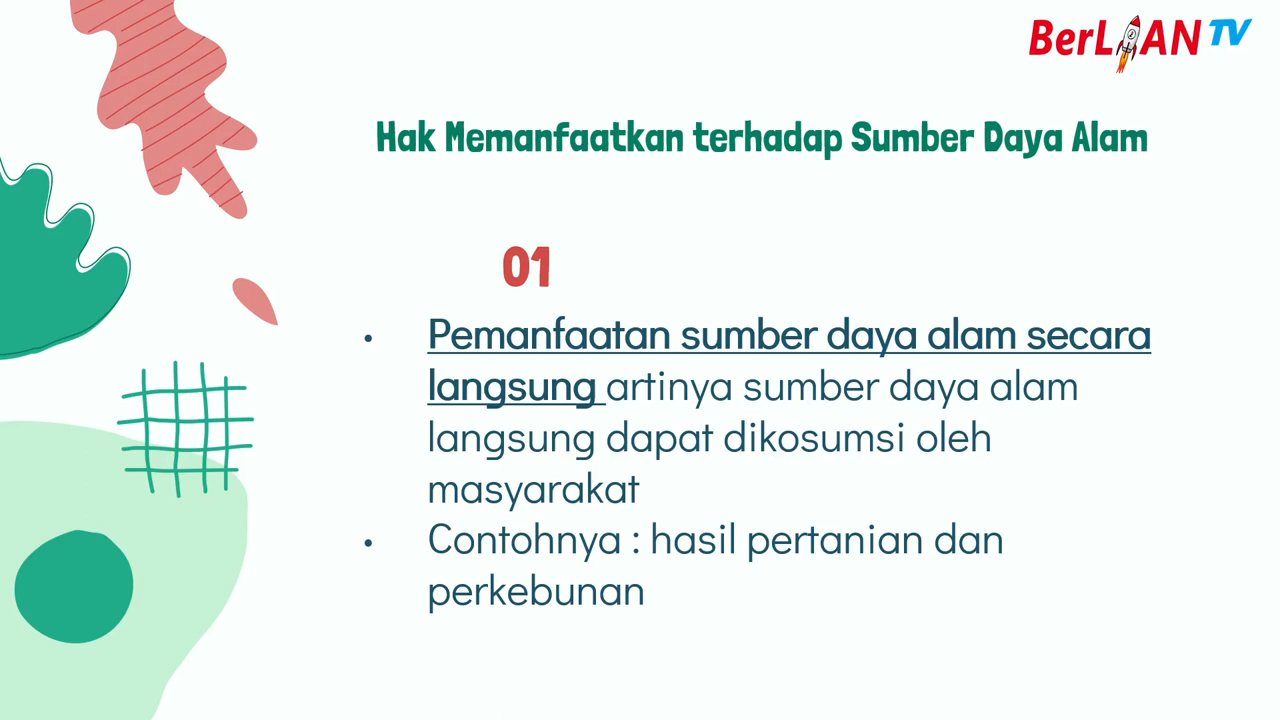 BerLIAN TV
Hak Memanfaatkan terhadap Sumber Daya Alam
01
• Pemanfaatan sumber daya alam secara
langsung artinya sumber daya alam
langsung dapat dikosumsi oleh
masyarakat
• Contohnya : hasil pertanian dan
perkebunan